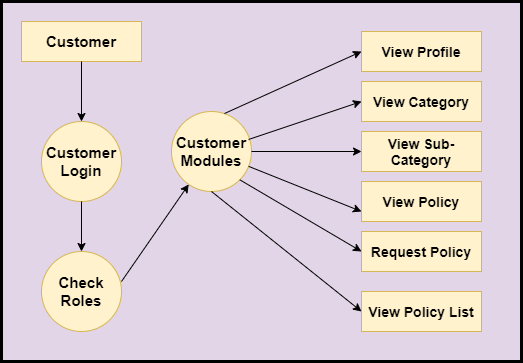 Customer
Customer
Login
Check
Roles
Customer
Modules
View Profile
View Category
View Sub-
Category
View Policy
Request Policy
View Policy List